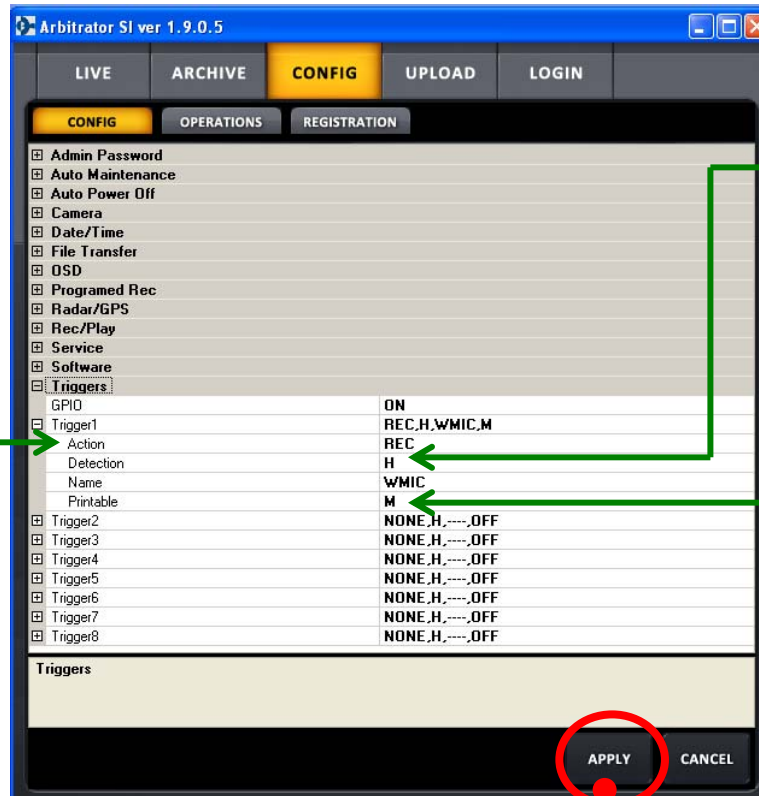 Arbitrator SI ver 1.9.0.5
LIVE ARCHIVE CONFIG UPLOAD LOGIN
CONFIG OPERATIONS REGISTRATION
Admin Password
Auto Maintenance
Auto Power Off
Camera
Date/Time
File Transfer
OSD
Programed Rec
Radar/GPS
Rec/Play
Service
Software
Triggers
GPIO ON
Trigger1 REC,H,WMIC,M
Action REC
Detection H
Name WMIC
Printable M
Trigger2 NONE,H,----,OFF
Trigger3 NONE,H,----,OFF
Trigger4 NONE,H,----,OFF
Trigger5 NONE,H,----,OFF
Trigger6 NONE,H,----,OFF
Trigger7 NONE,H,----,OFF
Trigger8 NONE,H,----,OFF
Triggers
APPLY CANCEL